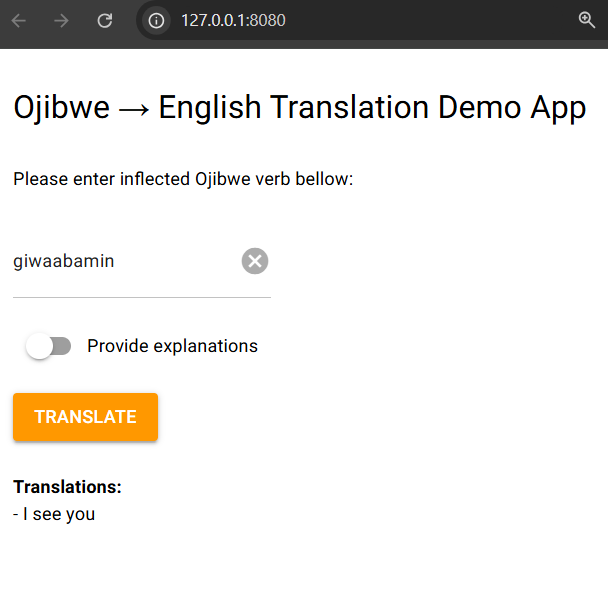 127.0.0.1:8080
Ojibwe → English Translation Demo App
Please enter inflected Ojibwe verb bellow:
giwaabamin
Provide explanations
TRANSLATE
Translations:
- I see you